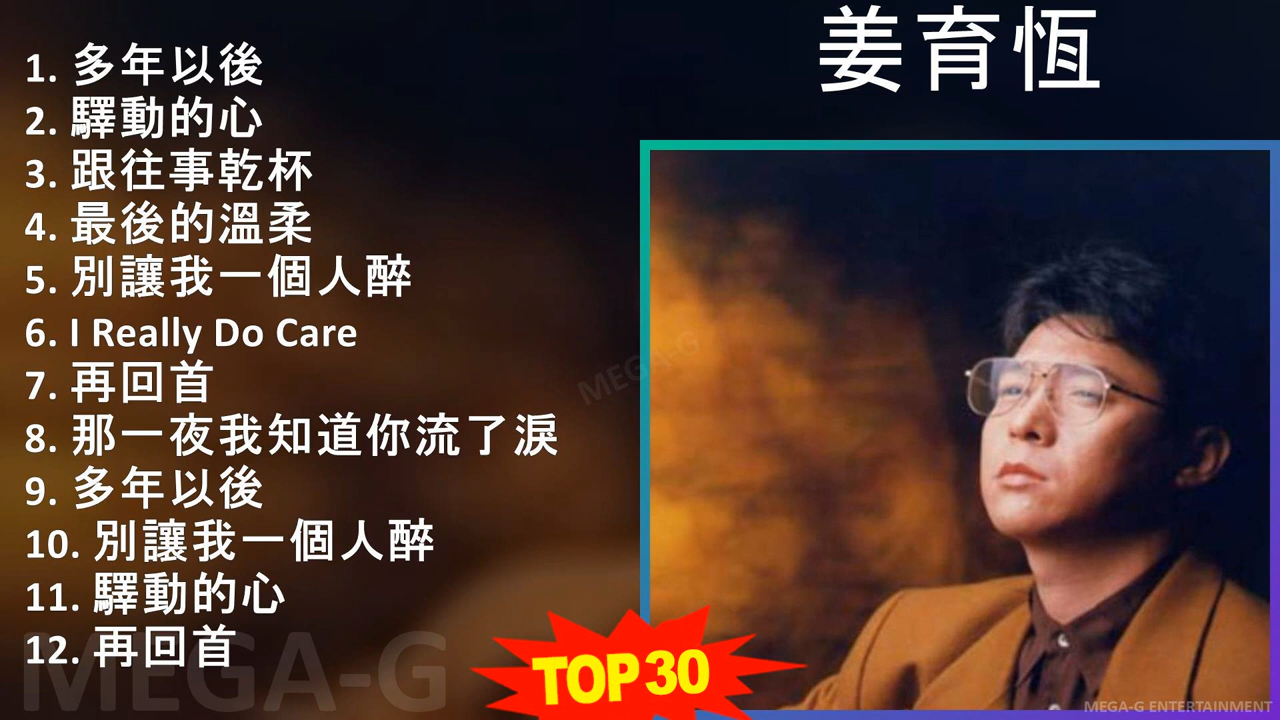 姜育恆
1. 多年以後
2. 驛動的心
3. 跟往事乾杯
4. 最後的溫柔
5. 別讓我一個人醉
6. I Really Do Care
7. 再回首
8. 那一夜我知道你流了淚
9. 多年以後
10. 別讓我一個人醉
11. 驛動的心
12. 再回首
MEGA-G
MEGA-G
TOP 30
MEGA-G ENTERTAINMENT